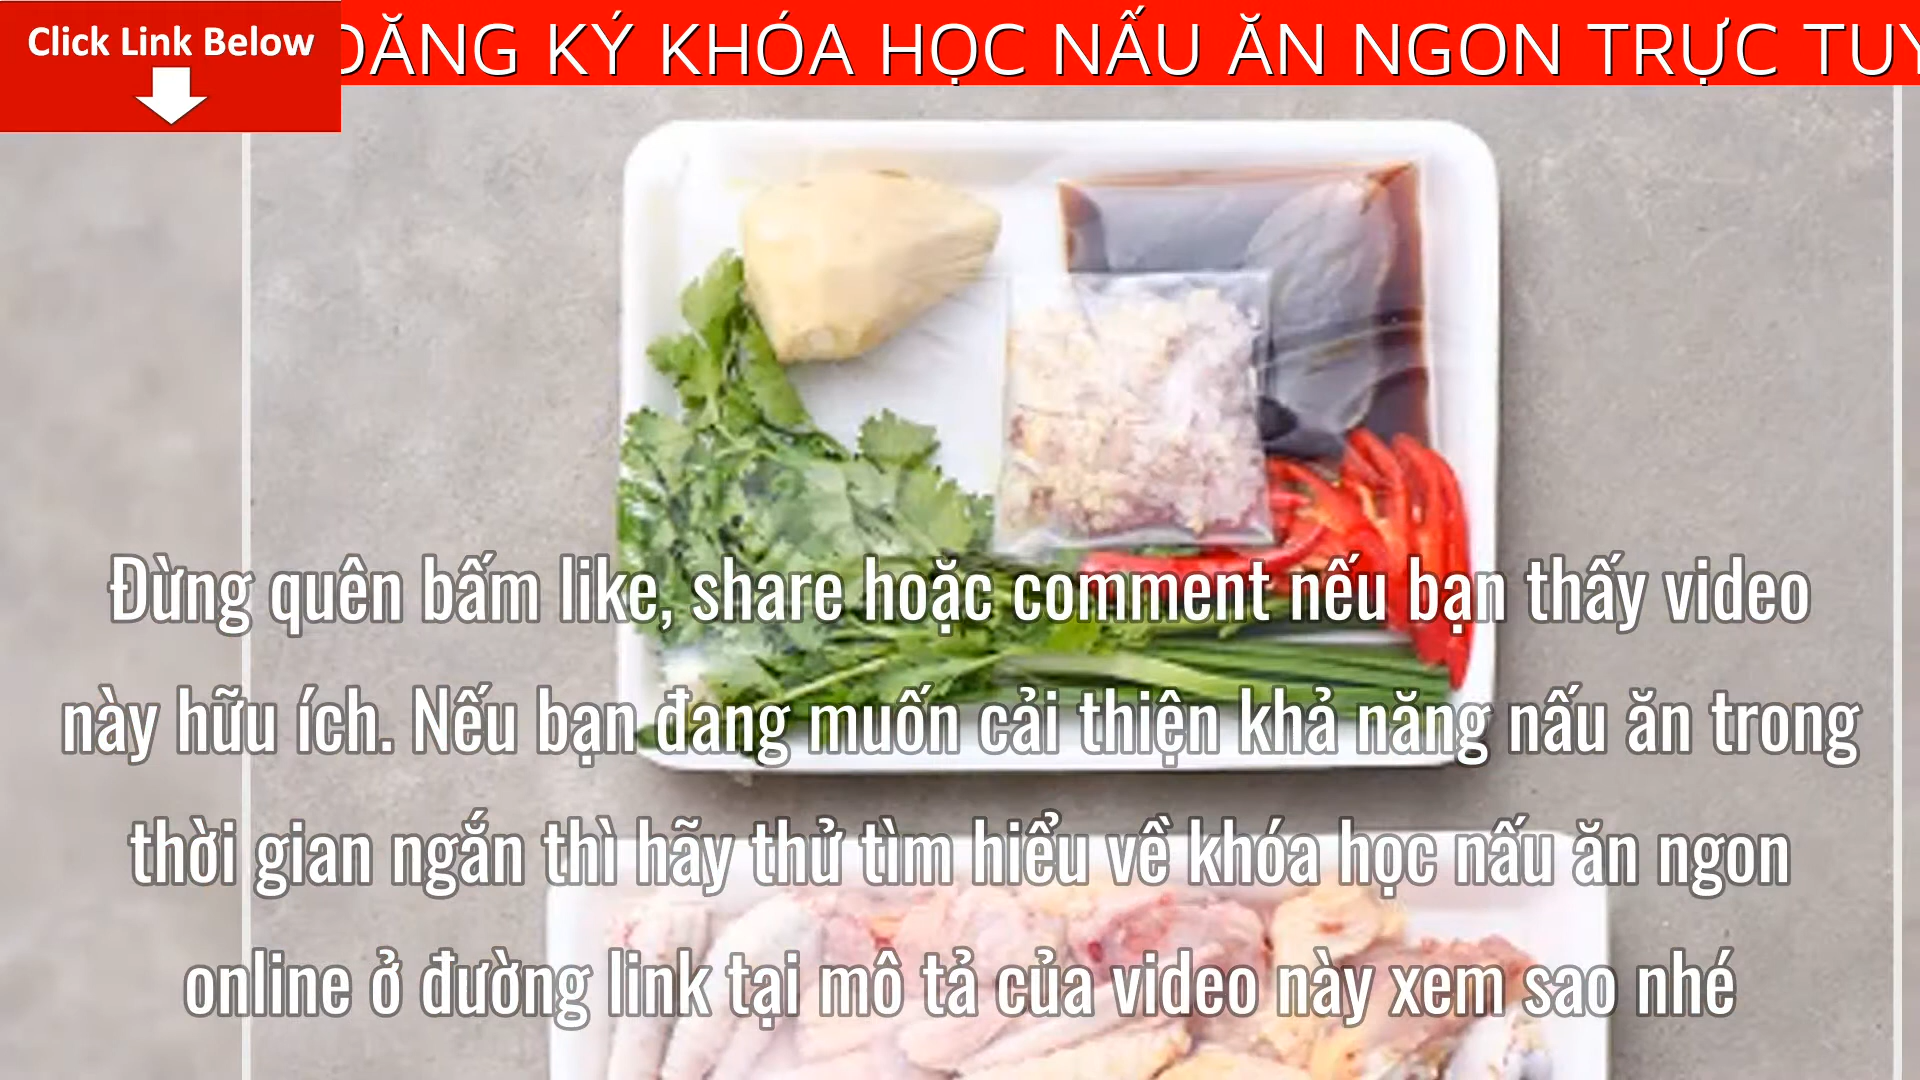 Click Link Below
ĐĂNG KÝ KHÓA HỌC NẤU ĂN NGON TRỰC
Đừng quên bấm like, share hoặc comment nếu bạn thấy video
này hữu ích. Nếu bạn đang muốn cải thiện khả năng nấu ăn trong
thời gian ngắn thì hãy thử tìm hiểu về khóa học nấu ăn ngon
online ở đường link tại mô tả của video này xem sao nhé